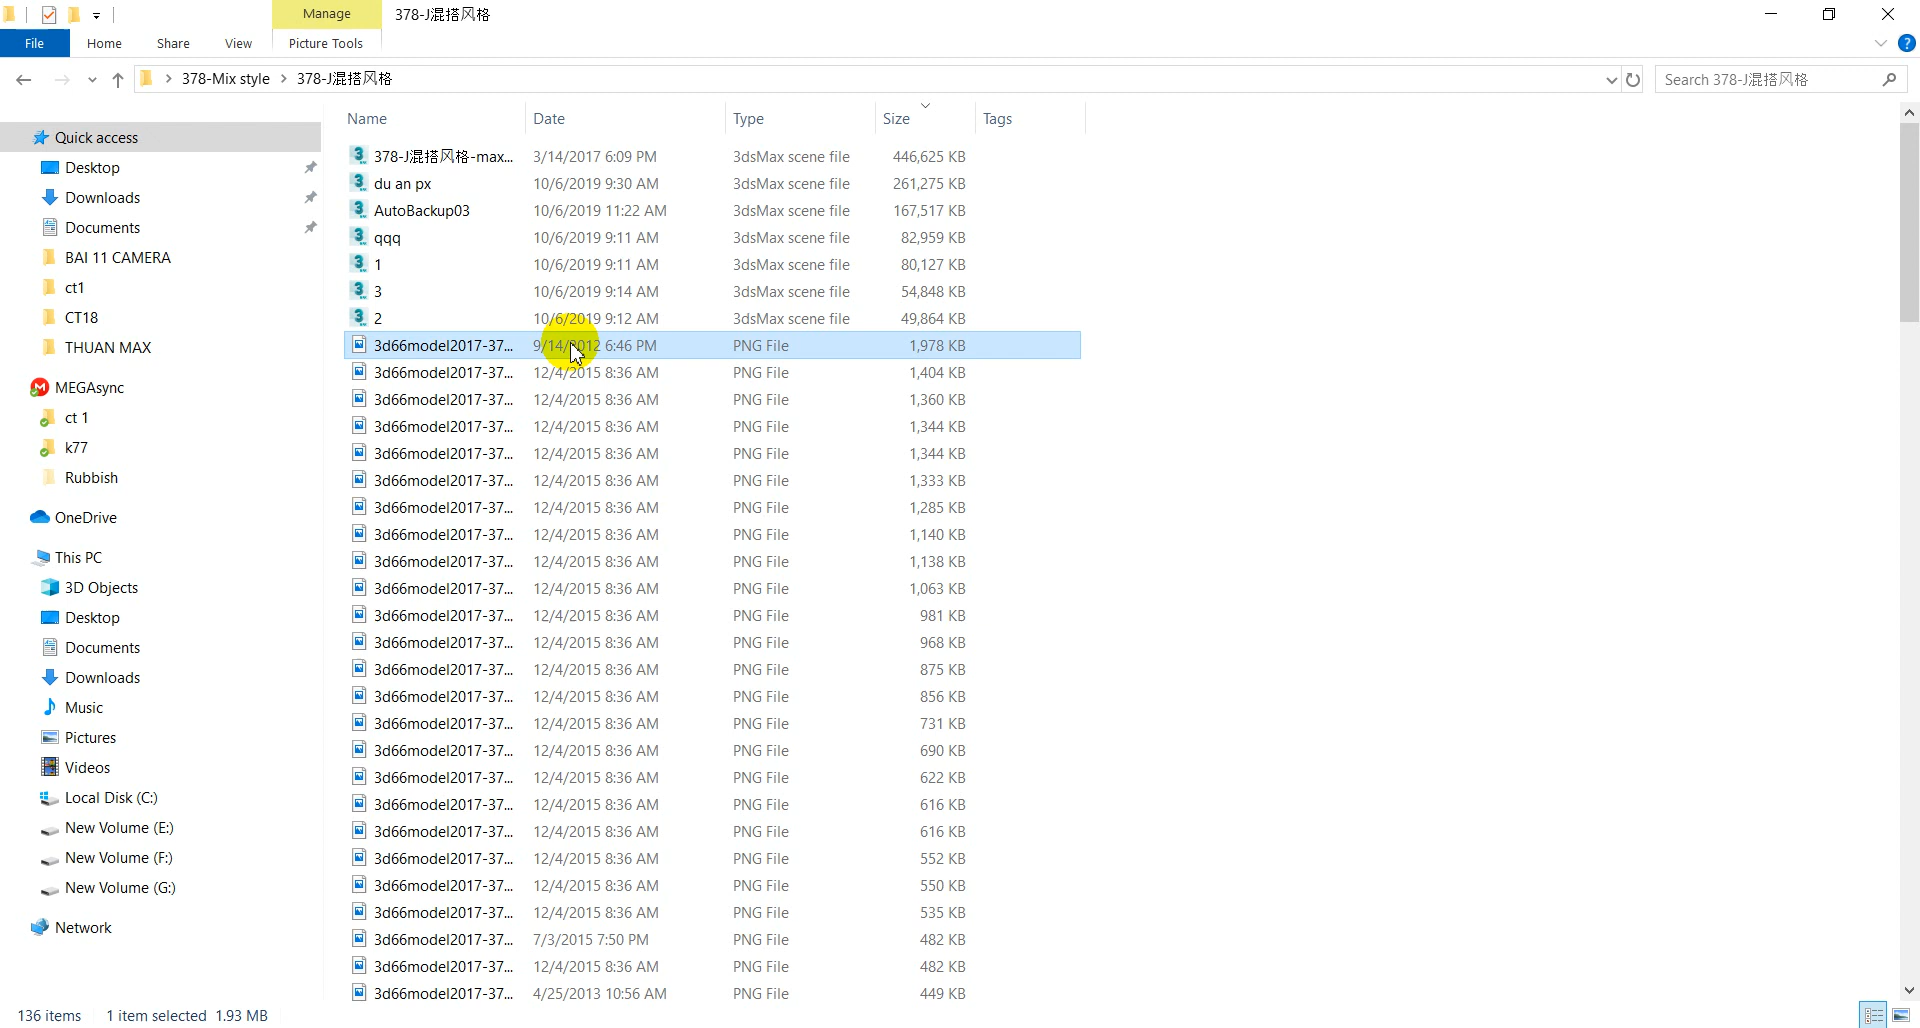 Manage 378-J混搭风格
File Home Share View Picture Tools
378-Mix style 378-J混搭风格 Search 378-J混搭风格
Name Date Type Size Tags
Quick access
Desktop
Downloads
Documents
BAI 11 CAMERA
ct1
CT18
THUAN MAX
MEGAsync
ct 1
k77
Rubbish
OneDrive
This PC
3D Objects
Desktop
Documents
Downloads
Music
Pictures
Videos
Local Disk (C:)
New Volume (E:)
New Volume (F:)
New Volume (G:)
Network
378-J混搭风格-max... 3/14/2017 6:09 PM 3dsMax scene file 446,625 KB
du an px 10/6/2019 9:30 AM 3dsMax scene file 261,275 KB
AutoBackup03 10/6/2019 11:22 AM 3dsMax scene file 167,517 KB
qqq 10/6/2019 9:11 AM 3dsMax scene file 82,959 KB
1 10/6/2019 9:11 AM 3dsMax scene file 80,127 KB
3 10/6/2019 9:14 AM 3dsMax scene file 54,848 KB
2 10/6/2019 9:12 AM 3dsMax scene file 49,864 KB
3d66model2017-37... 9/14/2012 6:46 PM PNG File 1,978 KB
3d66model2017-37... 12/4/2015 8:36 AM PNG File 1,404 KB
3d66model2017-37... 12/4/2015 8:36 AM PNG File 1,360 KB
3d66model2017-37... 12/4/2015 8:36 AM PNG File 1,344 KB
3d66model2017-37... 12/4/2015 8:36 AM PNG File 1,344 KB
3d66model2017-37... 12/4/2015 8:36 AM PNG File 1,333 KB
3d66model2017-37... 12/4/2015 8:36 AM PNG File 1,285 KB
3d66model2017-37... 12/4/2015 8:36 AM PNG File 1,140 KB
3d66model2017-37... 12/4/2015 8:36 AM PNG File 1,138 KB
3d66model2017-37... 12/4/2015 8:36 AM PNG File 1,063 KB
3d66model2017-37... 12/4/2015 8:36 AM PNG File 981 KB
3d66model2017-37... 12/4/2015 8:36 AM PNG File 968 KB
3d66model2017-37... 12/4/2015 8:36 AM PNG File 875 KB
3d66model2017-37... 12/4/2015 8:36 AM PNG File 856 KB
3d66model2017-37... 12/4/2015 8:36 AM PNG File 731 KB
3d66model2017-37... 12/4/2015 8:36 AM PNG File 690 KB
3d66model2017-37... 12/4/2015 8:36 AM PNG File 622 KB
3d66model2017-37... 12/4/2015 8:36 AM PNG File 616 KB
3d66model2017-37... 12/4/2015 8:36 AM PNG File 616 KB
3d66model2017-37... 12/4/2015 8:36 AM PNG File 552 KB
3d66model2017-37... 12/4/2015 8:36 AM PNG File 550 KB
3d66model2017-37... 12/4/2015 8:36 AM PNG File 535 KB
3d66model2017-37... 7/3/2015 7:50 PM PNG File 482 KB
3d66model2017-37... 12/4/2015 8:36 AM PNG File 482 KB
3d66model2017-37... 4/25/2013 10:56 AM PNG File 449 KB
136 items 1 item selected 1.93 MB